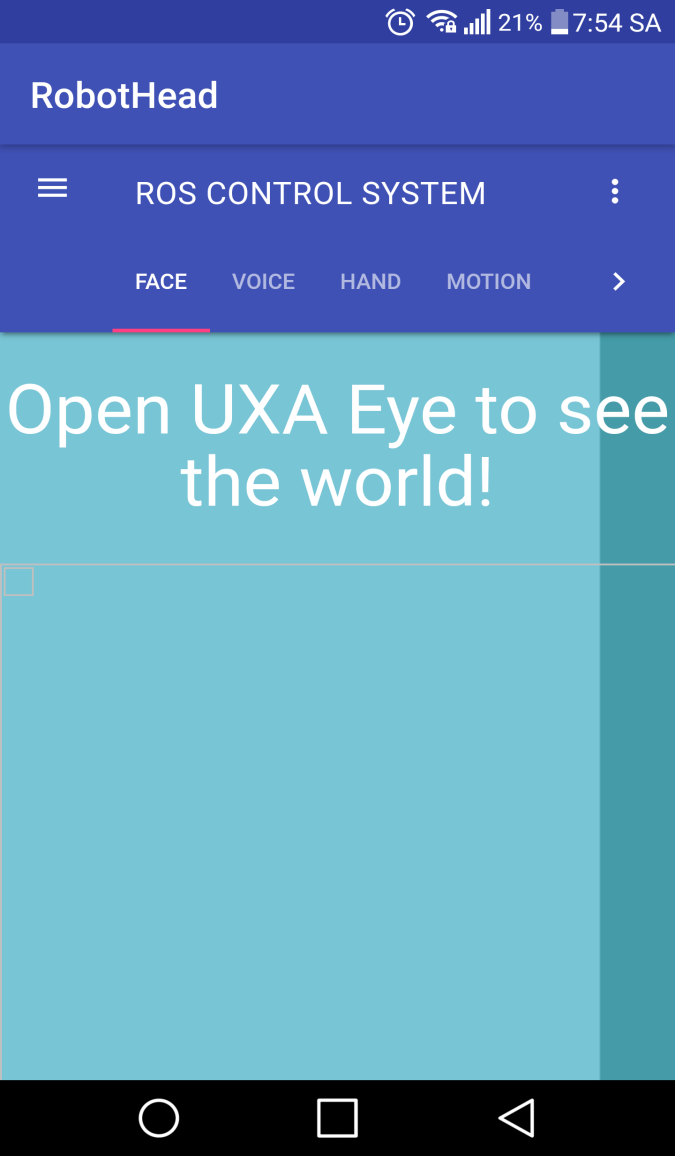 21% 7:54 SA
RobotHead
ROS CONTROL SYSTEM
FACE VOICE HAND MOTION
Open UXA Eye to see
the world!